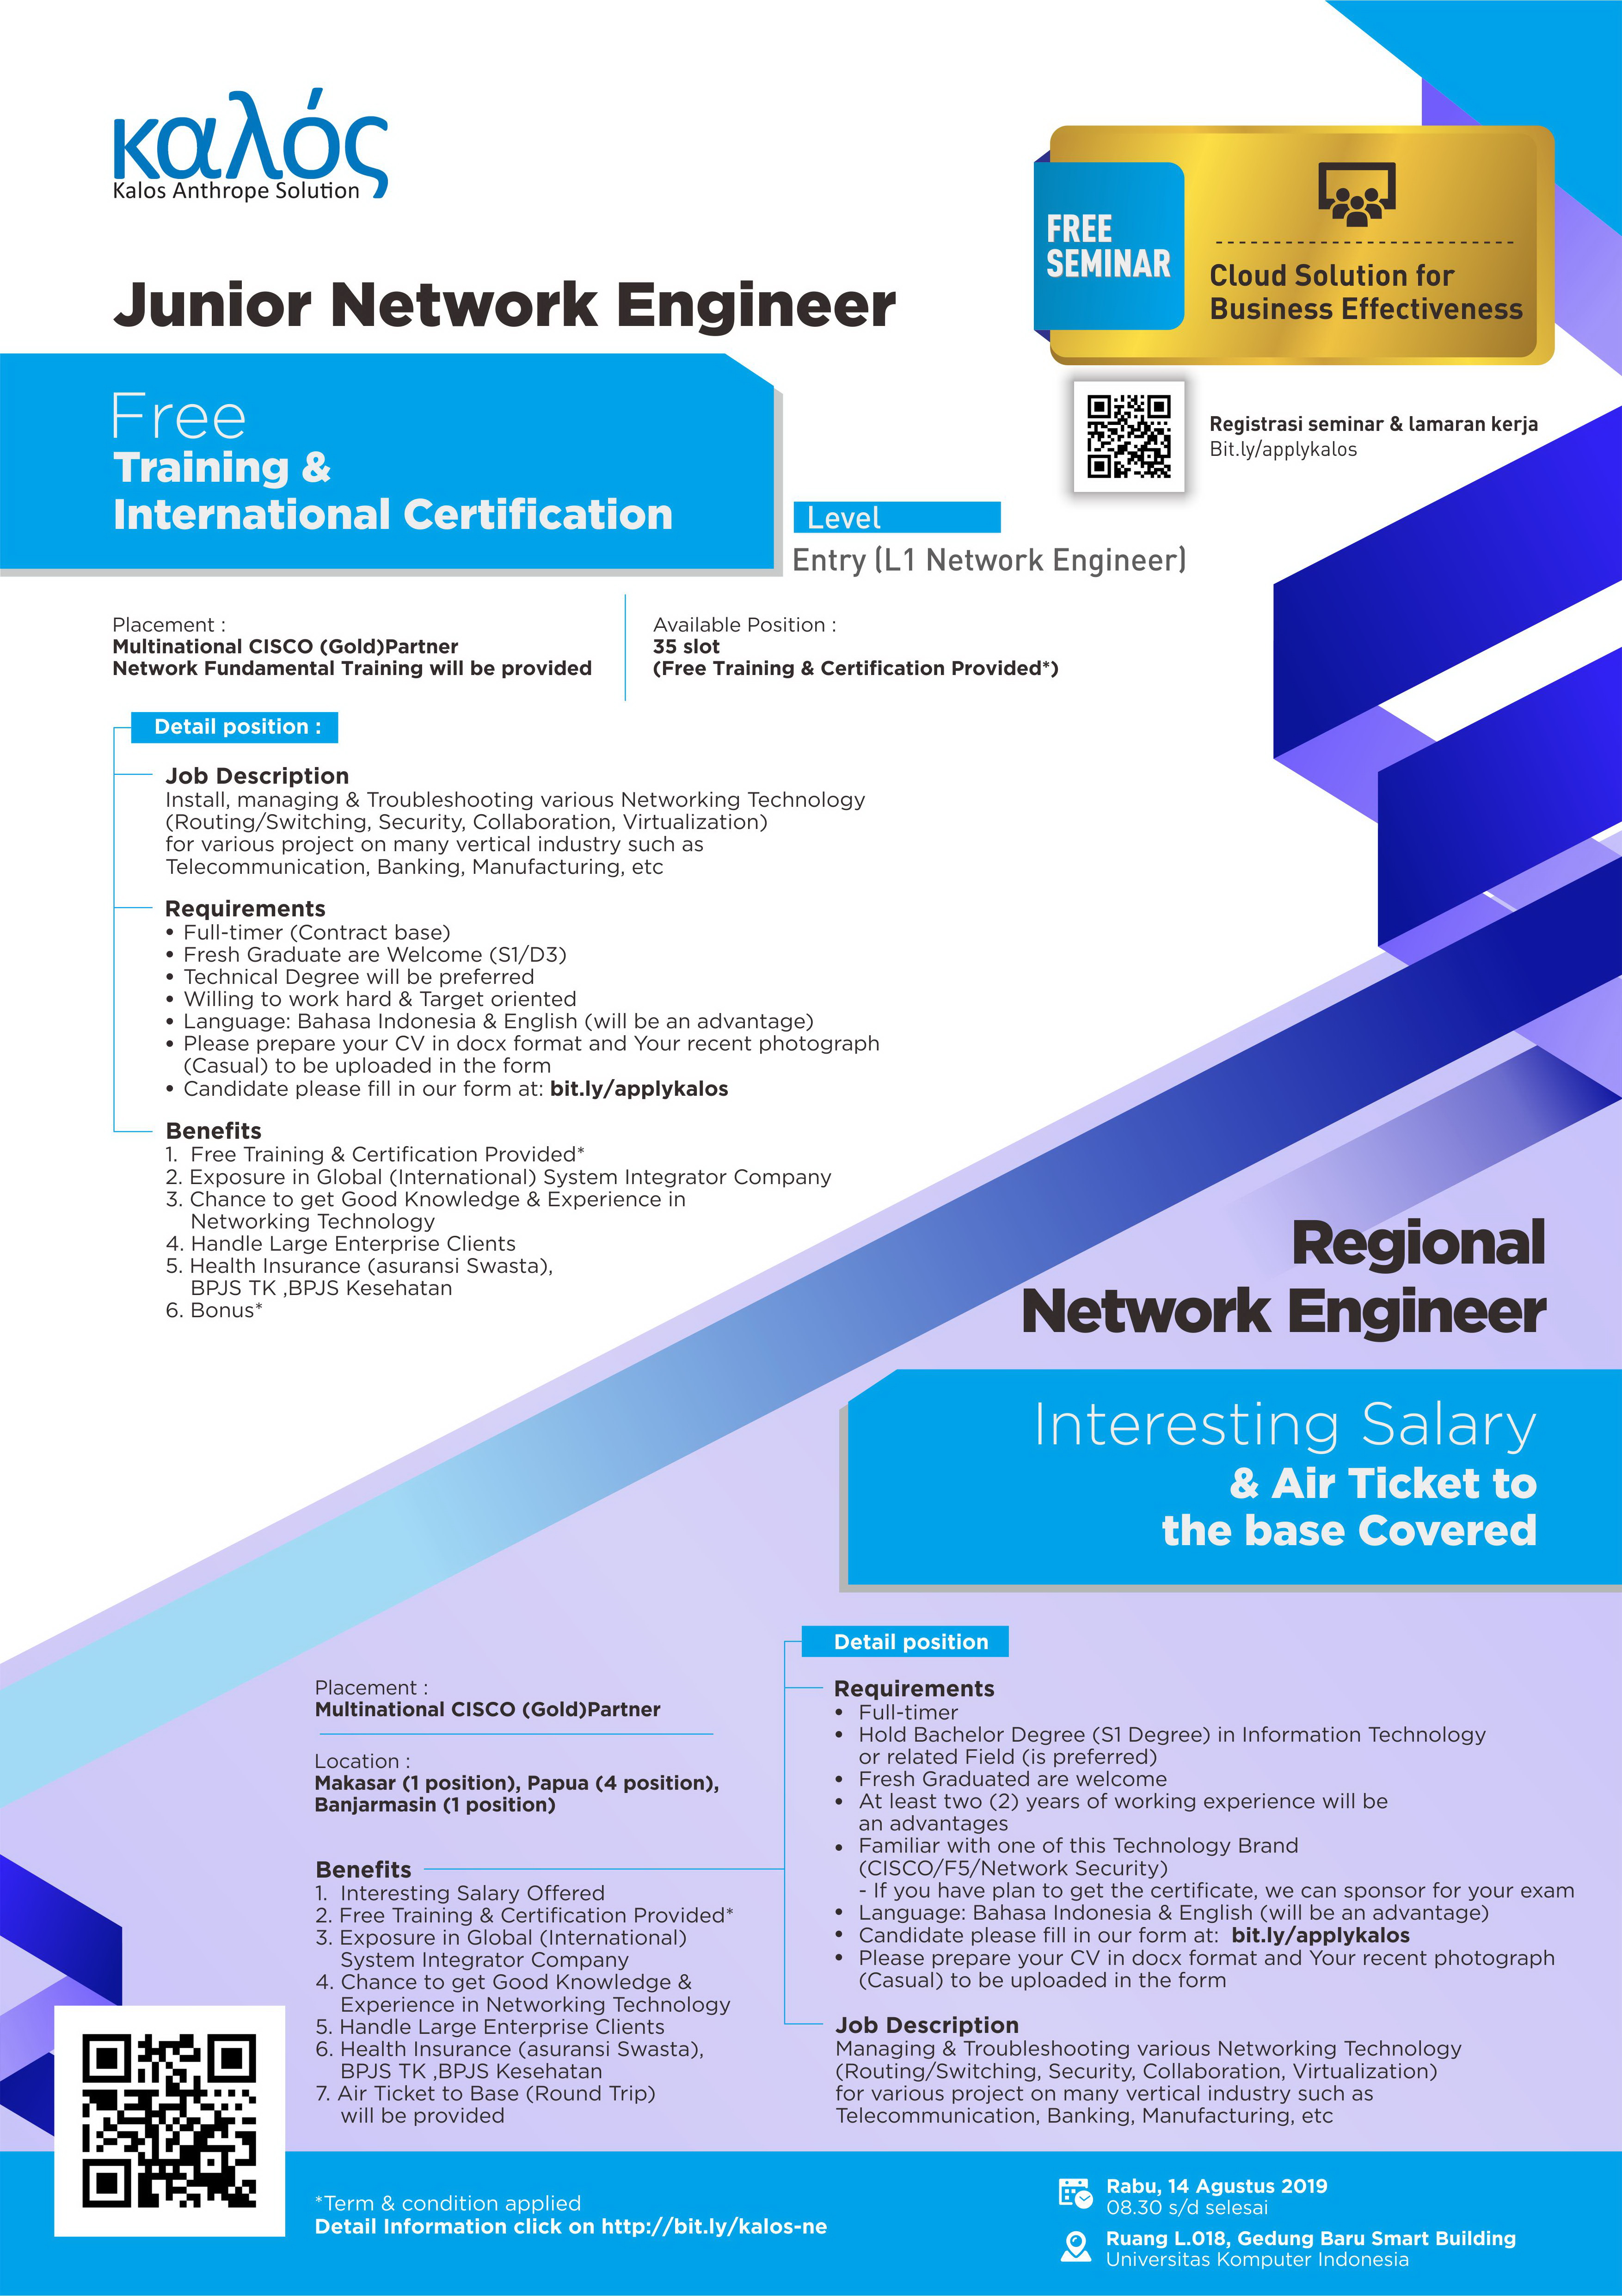 καλός
Kalos Anthrope Solution
FREE
SEMINAR
Cloud Solution for
Business Effectiveness
Registrasi seminar & lamaran kerja
Bit.ly/applykalos
Junior Network Engineer
Free
Training &
International Certification
Level
Entry (L1 Network Engineer)
Placement :
Multinational CISCO (Gold)Partner
Network Fundamental Training will be provided
Available Position :
35 slot
(Free Training & Certification Provided*)
Detail position :
Job Description
Install, managing & Troubleshooting various Networking Technology
(Routing/Switching, Security, Collaboration, Virtualization)
for various project on many vertical industry such as
Telecommunication, Banking, Manufacturing, etc
Requirements
• Full-timer (Contract base)
• Fresh Graduate are Welcome (S1/D3)
• Technical Degree will be preferred
• Willing to work hard & Target oriented
• Language: Bahasa Indonesia & English (will be an advantage)
• Please prepare your CV in docx format and Your recent photograph
(Casual) to be uploaded in the form
• Candidate please fill in our form at: bit.ly/applykalos
Benefits
1. Free Training & Certification Provided*
2. Exposure in Global (International) System Integrator Company
3. Chance to get Good Knowledge & Experience in
Networking Technology
4. Handle Large Enterprise Clients
5. Health Insurance (asuransi Swasta),
BPJS TK ,BPJS Kesehatan
6. Bonus*
Regional
Network Engineer
Interesting Salary
& Air Ticket to
the base Covered
Placement :
Multinational CISCO (Gold)Partner
Location :
Makasar (1 position), Papua (4 position),
Banjarmasin (1 position)
Benefits
1. Interesting Salary Offered
2. Free Training & Certification Provided*
3. Exposure in Global (International)
System Integrator Company
4. Chance to get Good Knowledge &
Experience in Networking Technology
5. Handle Large Enterprise Clients
6. Health Insurance (asuransi Swasta),
BPJS TK ,BPJS Kesehatan
7. Air Ticket to Base (Round Trip)
will be provided
Detail position
Requirements
• Full-timer
• Hold Bachelor Degree (S1 Degree) in Information Technology
or related Field (is preferred)
• Fresh Graduated are welcome
• At least two (2) years of working experience will be
an advantages
• Familiar with one of this Technology Brand
(CISCO/F5/Network Security)
- If you have plan to get the certificate, we can sponsor for your exam
• Language: Bahasa Indonesia & English (will be an advantage)
• Candidate please fill in our form at: bit.ly/applykalos
• Please prepare your CV in docx format and Your recent photograph
(Casual) to be uploaded in the form
Job Description
Managing & Troubleshooting various Networking Technology
(Routing/Switching, Security, Collaboration, Virtualization)
for various project on many vertical industry such as
Telecommunication, Banking, Manufacturing, etc
*Term & condition applied
Detail Information click on http://bit.ly/kalos-ne
Rabu, 14 Agustus 2019
08.30 s/d selesai
Ruang L.018, Gedung Baru Smart Building
Universitas Komputer Indonesia